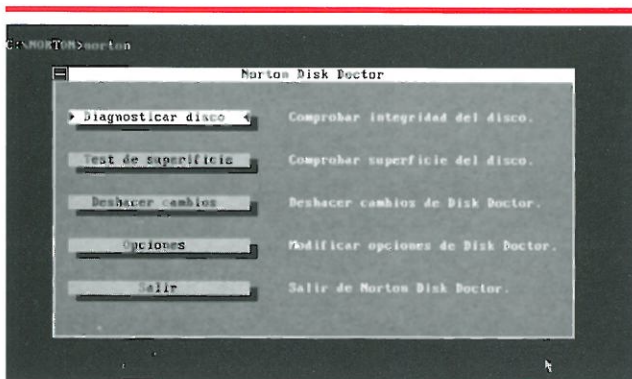 C:\NORTON>norton
Norton Disk Doctor
Diagnosticar disco Comprobar integridad del disco.
Test de superificie Comprobar superficie del disco.
Deshacer cambios Deshacer cambios de Disk Doctor.
Opciones Modificar opciones de Disk Doctor.
Salir Salir de Norton Disk Doctor.